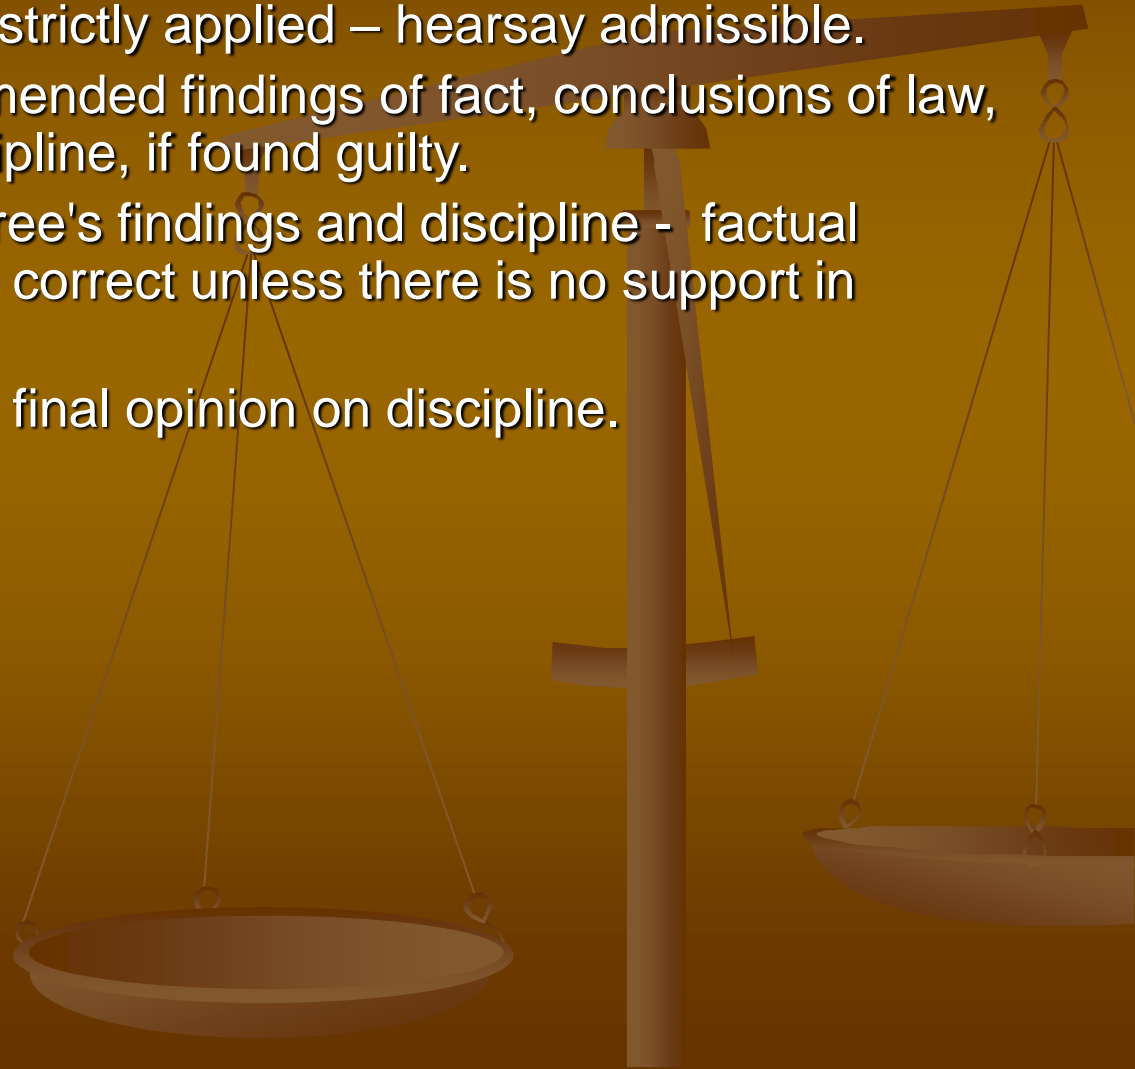 strictly applied – hearsay admissible.
mended findings of fact, conclusions of law,
ipline, if found guilty.
ree's findings and discipline - factual
correct unless there is no support in
final opinion on discipline.